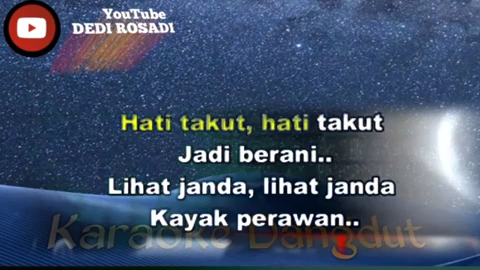 YouTube
DEDI ROSADI
Hati takut, hati takut
Jadi berani..
Lihat janda, lihat janda
Kayak perawan..
Karaoke Dangdut